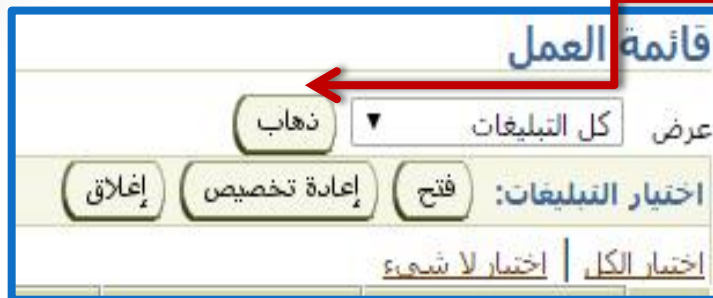 قائمة العمل
عرض كل التبليغات ذهاب
اختيار التبليغات: فتح إعادة تخصيص إغلاق
اختيار الكل | اختيار لا شيء